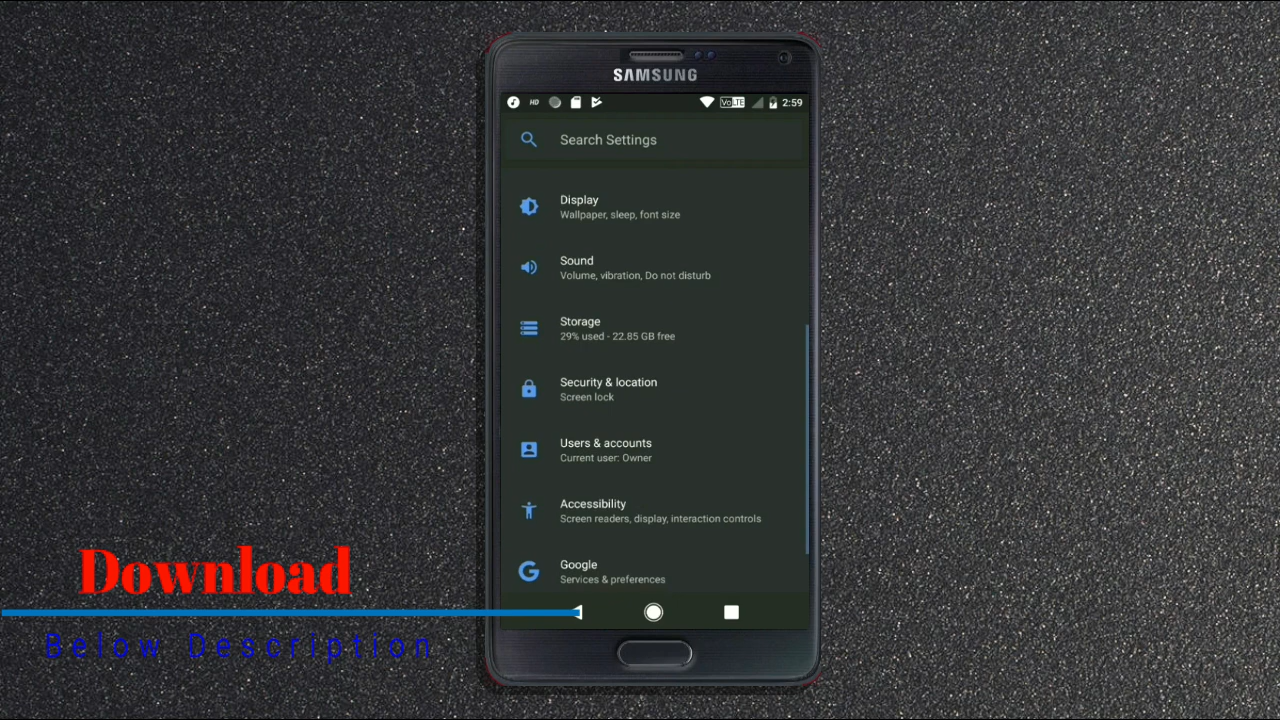 SAMSUNG
HD VoLTE 2:59
Search Settings
Display
Wallpaper, sleep, font size
Sound
Volume, vibration, Do not disturb
Storage
29% used - 22.85 GB free
Security & location
Screen lock
Users & accounts
Current user: Owner
Accessibility
Screen readers, display, interaction controls
Google
Services & preferences
Download
Below Description